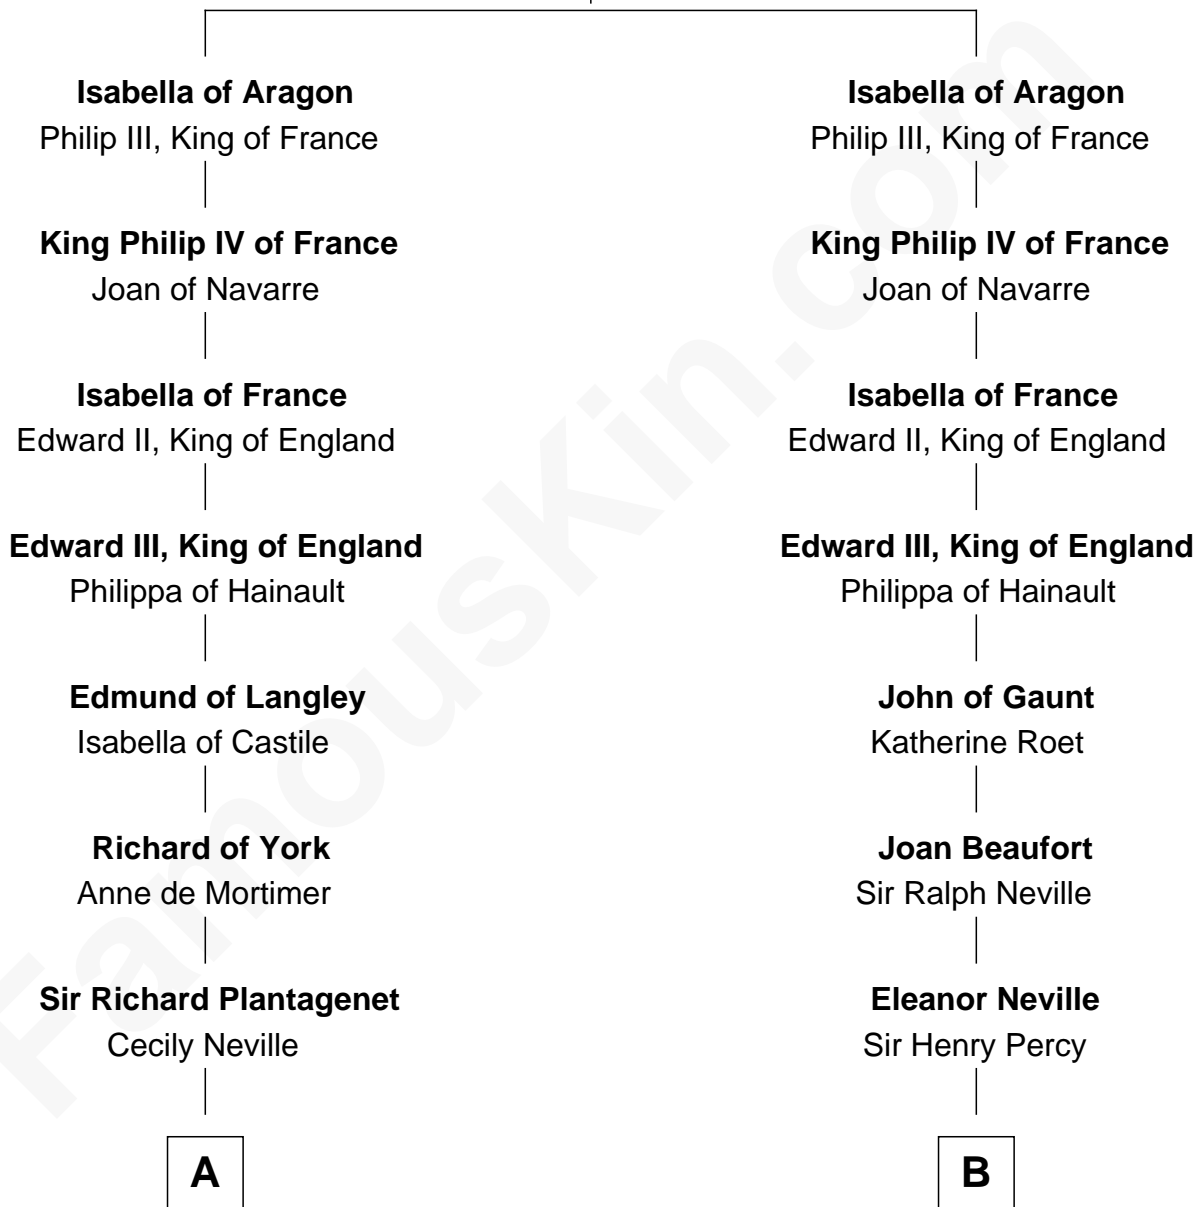 Isabella of Aragon
Philip III, King of France
King Philip IV of France
Joan of Navarre
Isabella of France
Edward II, King of England
Edward III, King of England
Philippa of Hainault
Edmund of Langley
Isabella of Castile
Richard of York
Anne de Mortimer
Sir Richard Plantagenet
Cecily Neville
A
Isabella of Aragon
Philip III, King of France
King Philip IV of France
Joan of Navarre
Isabella of France
Edward II, King of England
Edward III, King of England
Philippa of Hainault
John of Gaunt
Katherine Roet
Joan Beaufort
Sir Ralph Neville
Eleanor Neville
Sir Henry Percy
B
FamousKin.com